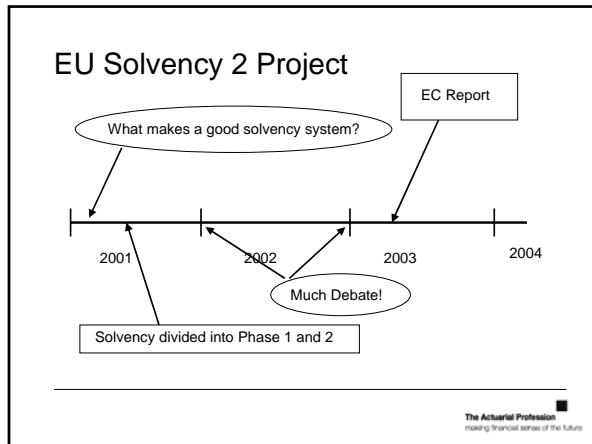 EU Solvency 2 Project
EC Report
What makes a good solvency system?
2001
2002
2003
2004
Much Debate!
Solvency divided into Phase 1 and 2
The Actuarial Profession
making financial sense of the future